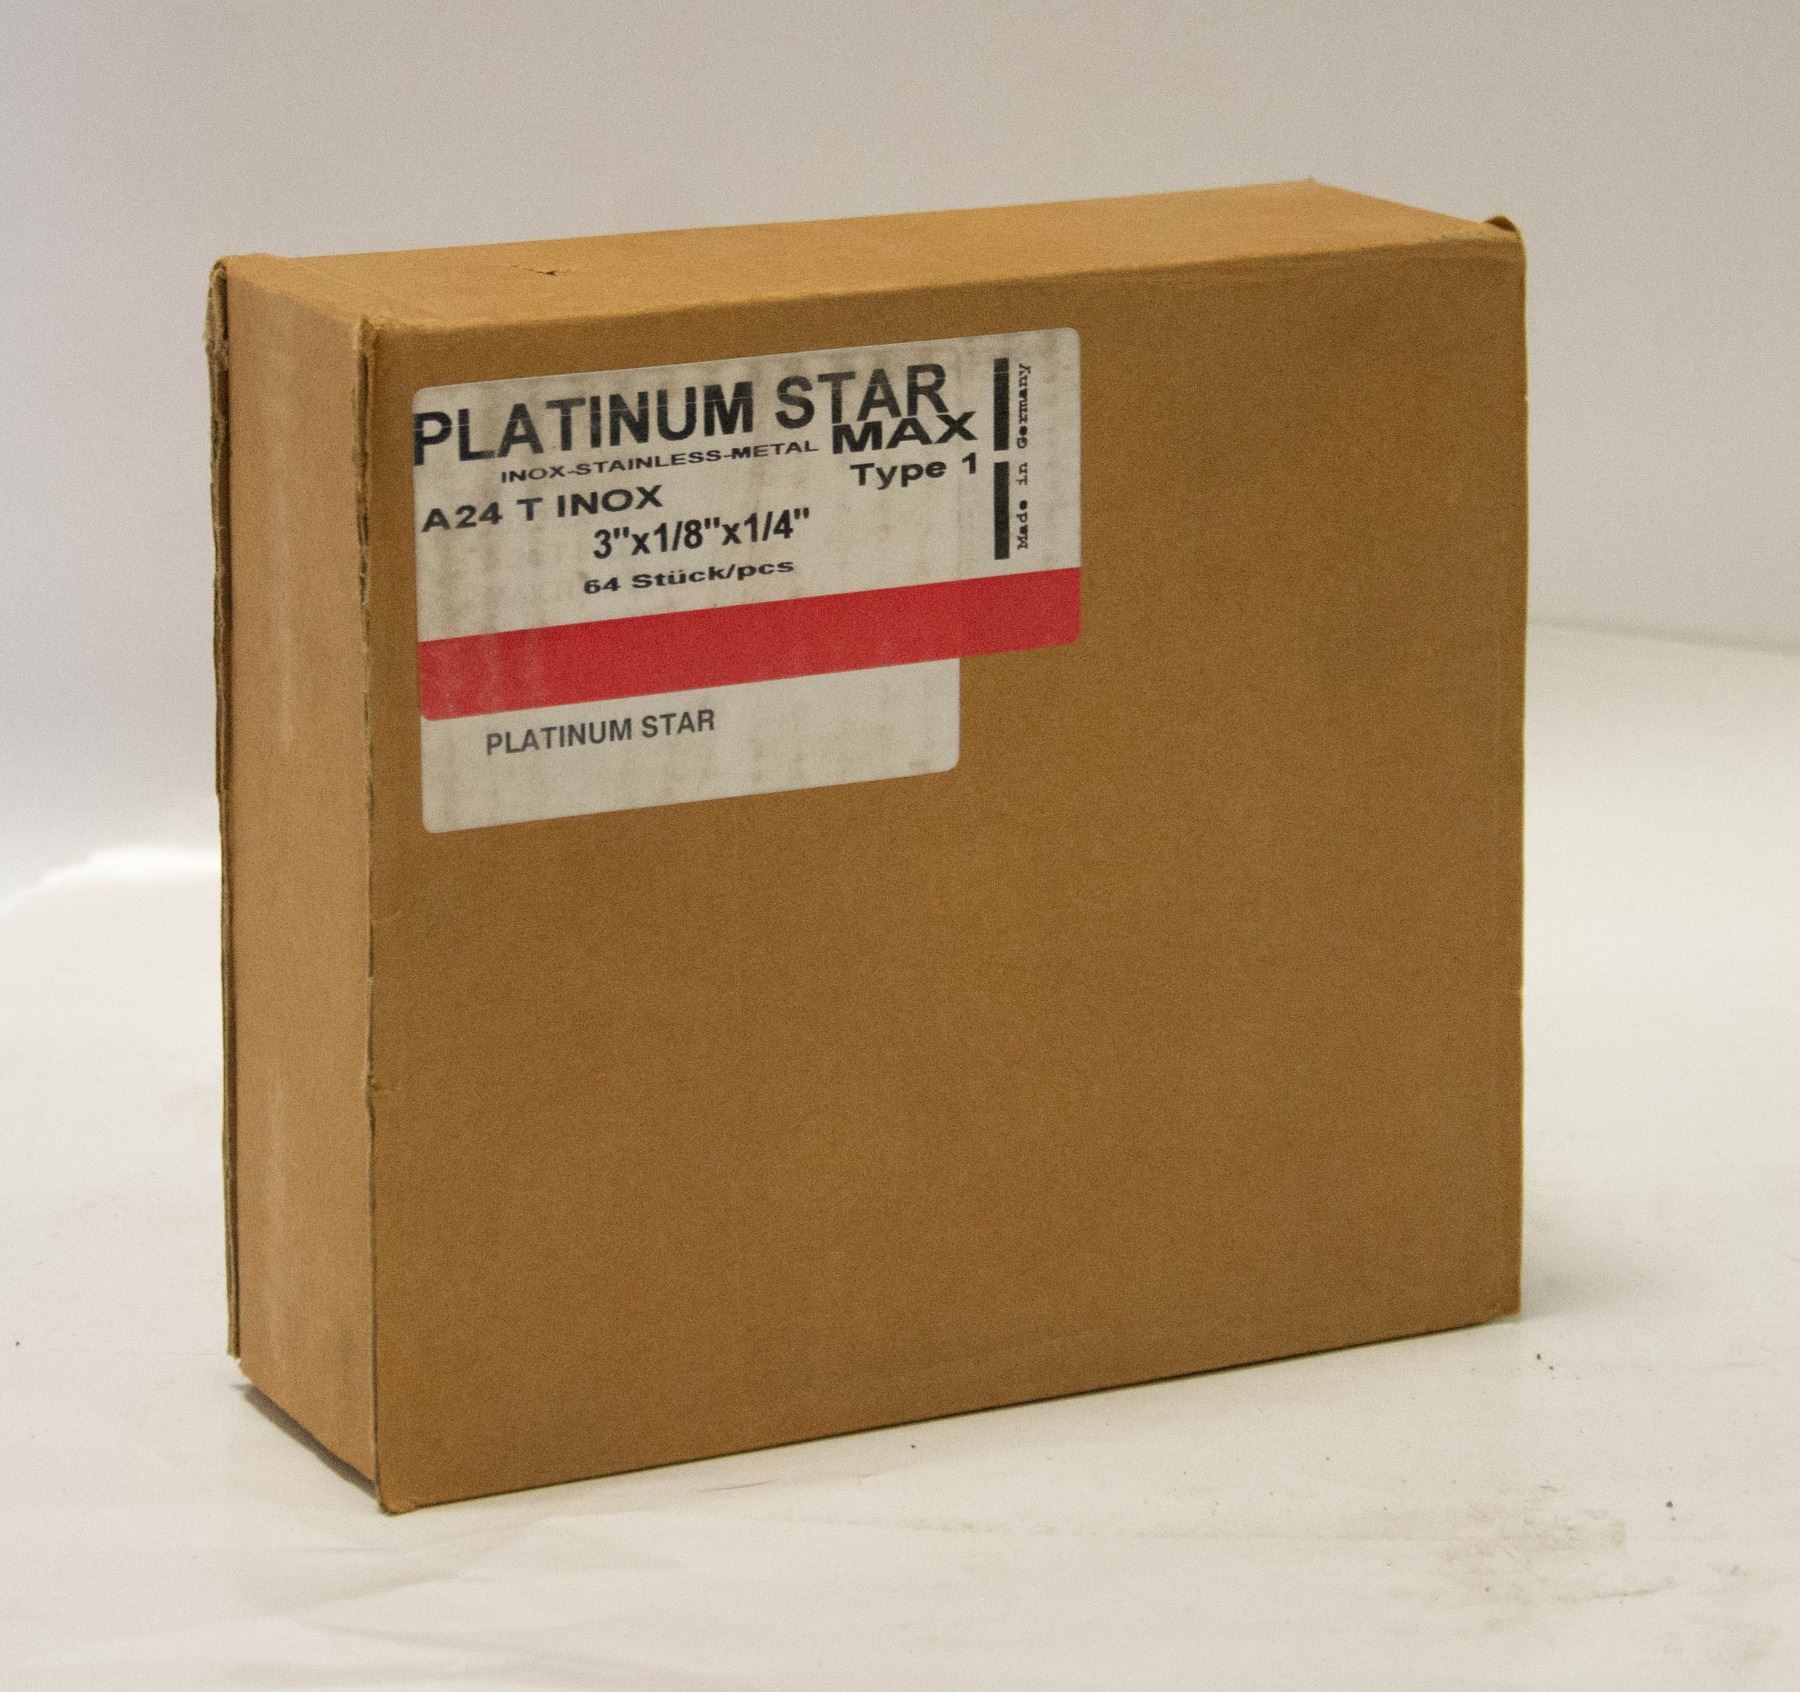 PLATINUM STAR
INOX-STAINLESS-METAL MAX
Type 1
A24 T INOX
3"x1/8"x1/4"
64 Stück/pcs
Made in Germany
PLATINUM STAR